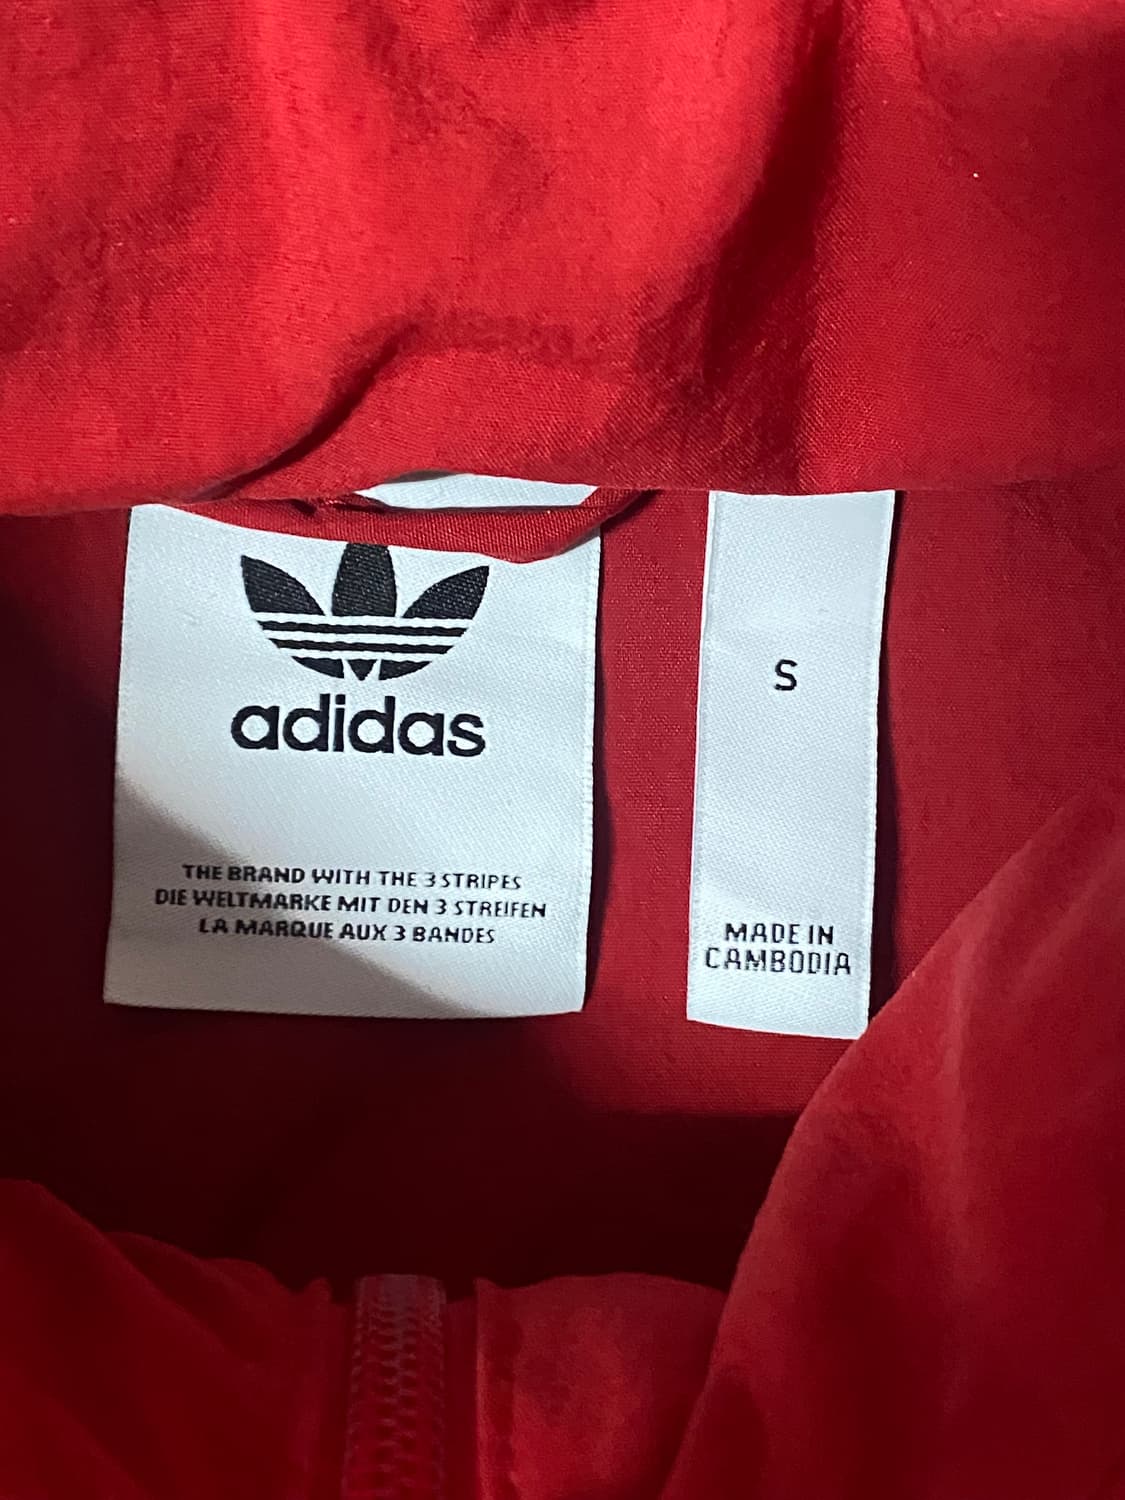 adidas
THE BRAND WITH THE 3 STRIPES
DIE WELTMARKE MIT DEN 3 STREIFEN
LA MARQUE AUX 3 BANDES
S
MADE IN
CAMBODIA